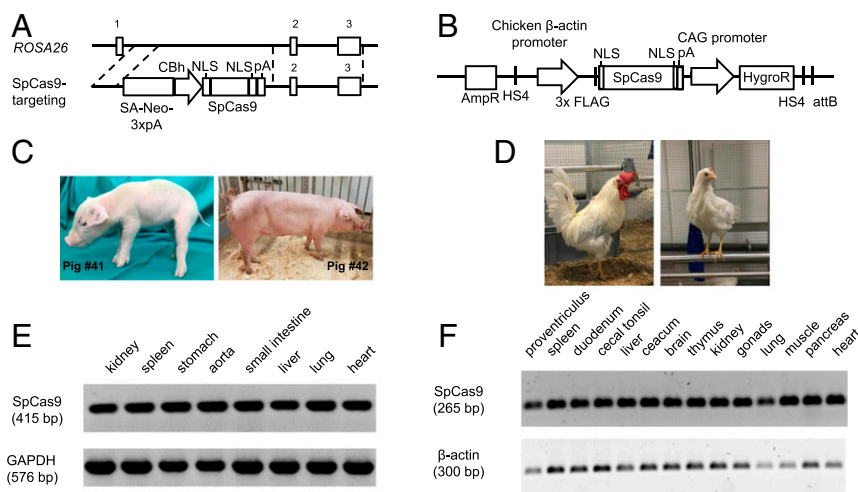 A
1
2
3
ROSA26
CBh
NLS
NLS
pA
2
3
SpCas9-
targeting
SA-Neo-
3xpA
SpCas9
B
Chicken β-actin
promoter
CAG promoter
NLS
NLS
pA
SpCas9
HygroR
AmpR
HS4
3x FLAG
HS4
attB
C
Pig #41
Pig #42
D
E
kidney
spleen
stomach
aorta
small intestine
liver
lung
heart
SpCas9
(415 bp)
GAPDH
(576 bp)
F
proventriculus
spleen
duodenum
cecal tonsil
liver
ceacum
brain
thymus
kidney
gonads
lung
muscle
pancreas
heart
SpCas9
(265 bp)
β-actin
(300 bp)